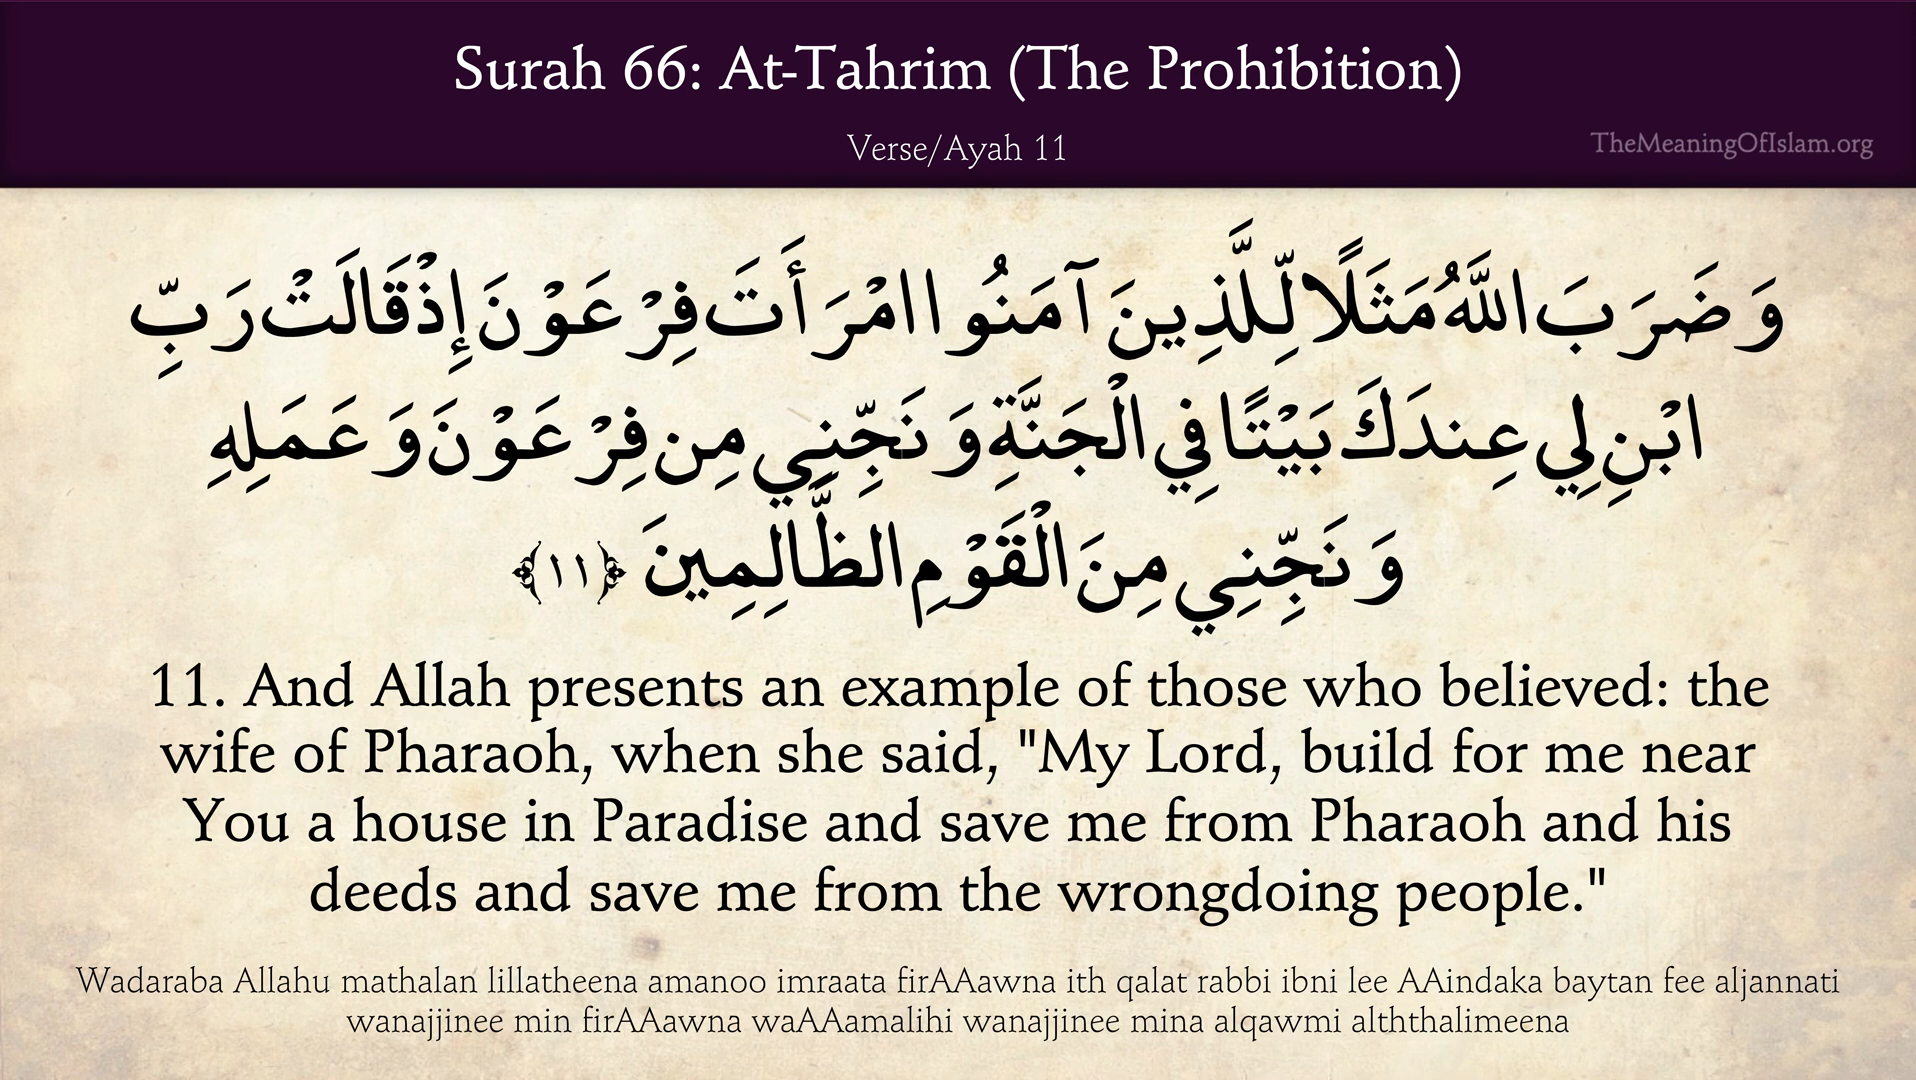 Surah 66: At-Tahrim (The Prohibition)
Verse/Ayah 11
TheMeaningOfIslam.org
وَضَرَبَ اللَّهُ مَثَلًا لِّلَّذِينَ آمَنُوا امْرَأَتَ فِرْعَوْنَ إِذْ قَالَتْ رَبِّ
ابْنِ لِي عِندَكَ بَيْتًا فِي الْجَنَّةِ وَنَجِّنِي مِن فِرْعَوْنَ وَعَمَلِهِ
وَنَجِّنِي مِنَ الْقَوْمِ الظَّالِمِينَ ﴿١١﴾
11. And Allah presents an example of those who believed: the
wife of Pharaoh, when she said, "My Lord, build for me near
You a house in Paradise and save me from Pharaoh and his
deeds and save me from the wrongdoing people."
Wadaraba Allahu mathalan lillatheena amanoo imraata firAAawna ith qalat rabbi ibni lee AAindaka baytan fee aljannati
wanajjinee min firAAawna waAAamalihi wanajjinee mina alqawmi alththalimeena